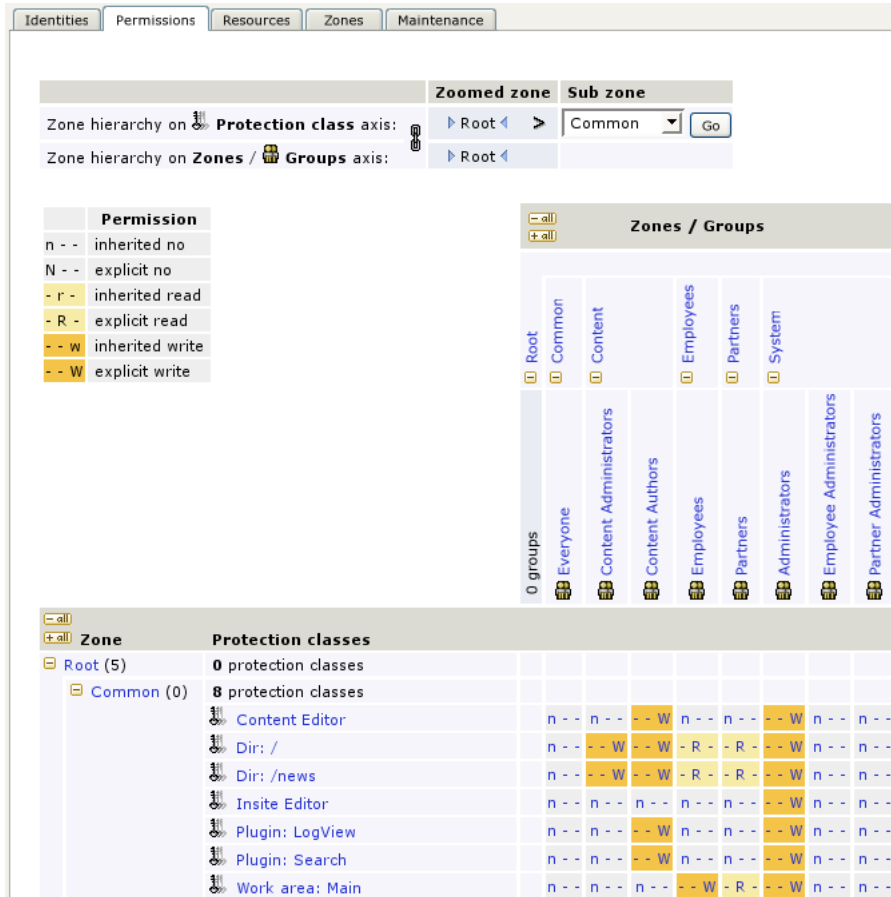 Identities Permissions Resources Zones Maintenance
Zoomed zone Sub zone
Zone hierarchy on Protection class axis: Root > Common Go
Zone hierarchy on Zones / Groups axis: Root
Permission
n - - inherited no
N - - explicit no
- r - inherited read
- R - explicit read
- - w inherited write
- - W explicit write
- all
+ all
Zones / Groups
Root Common Content Employees Partners System
0 groups Everyone Content Administrators Content Authors Employees Partners Administrators Employee Administrators Partner Administrators
- all
+ all Zone Protection classes
Root (5) 0 protection classes
Common (0) 8 protection classes
Content Editor n - - n - - - - W n - - n - - - - W n - - n - -
Dir: / n - - - - W - - W - R - - R - - - W n - - n - -
Dir: /news n - - - - W - - W - R - - R - - - W n - - n - -
Insite Editor n - - n - - n - - n - - n - - - - W n - - n - -
Plugin: LogView n - - n - - - - W n - - n - - - - W n - - n - -
Plugin: Search n - - n - - - - W n - - n - - - - W n - - n - -
Work area: Main n - - n - - n - - - - W - R - - - W n - - n - -